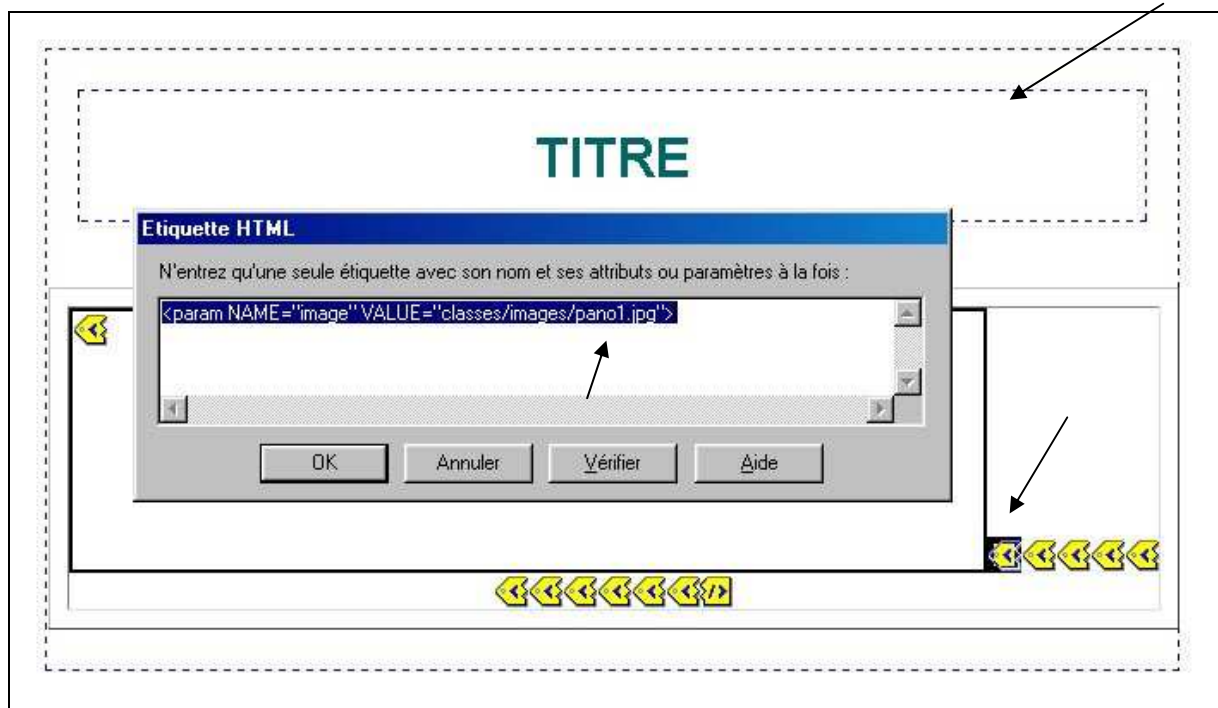 TITRE
Etiquette HTML
N'entrez qu'une seule étiquette avec son nom et ses attributs ou paramètres à la fois :
<param NAME="image" VALUE="classes/images/pano1.jpg">
OK Annuler Vérifier Aide